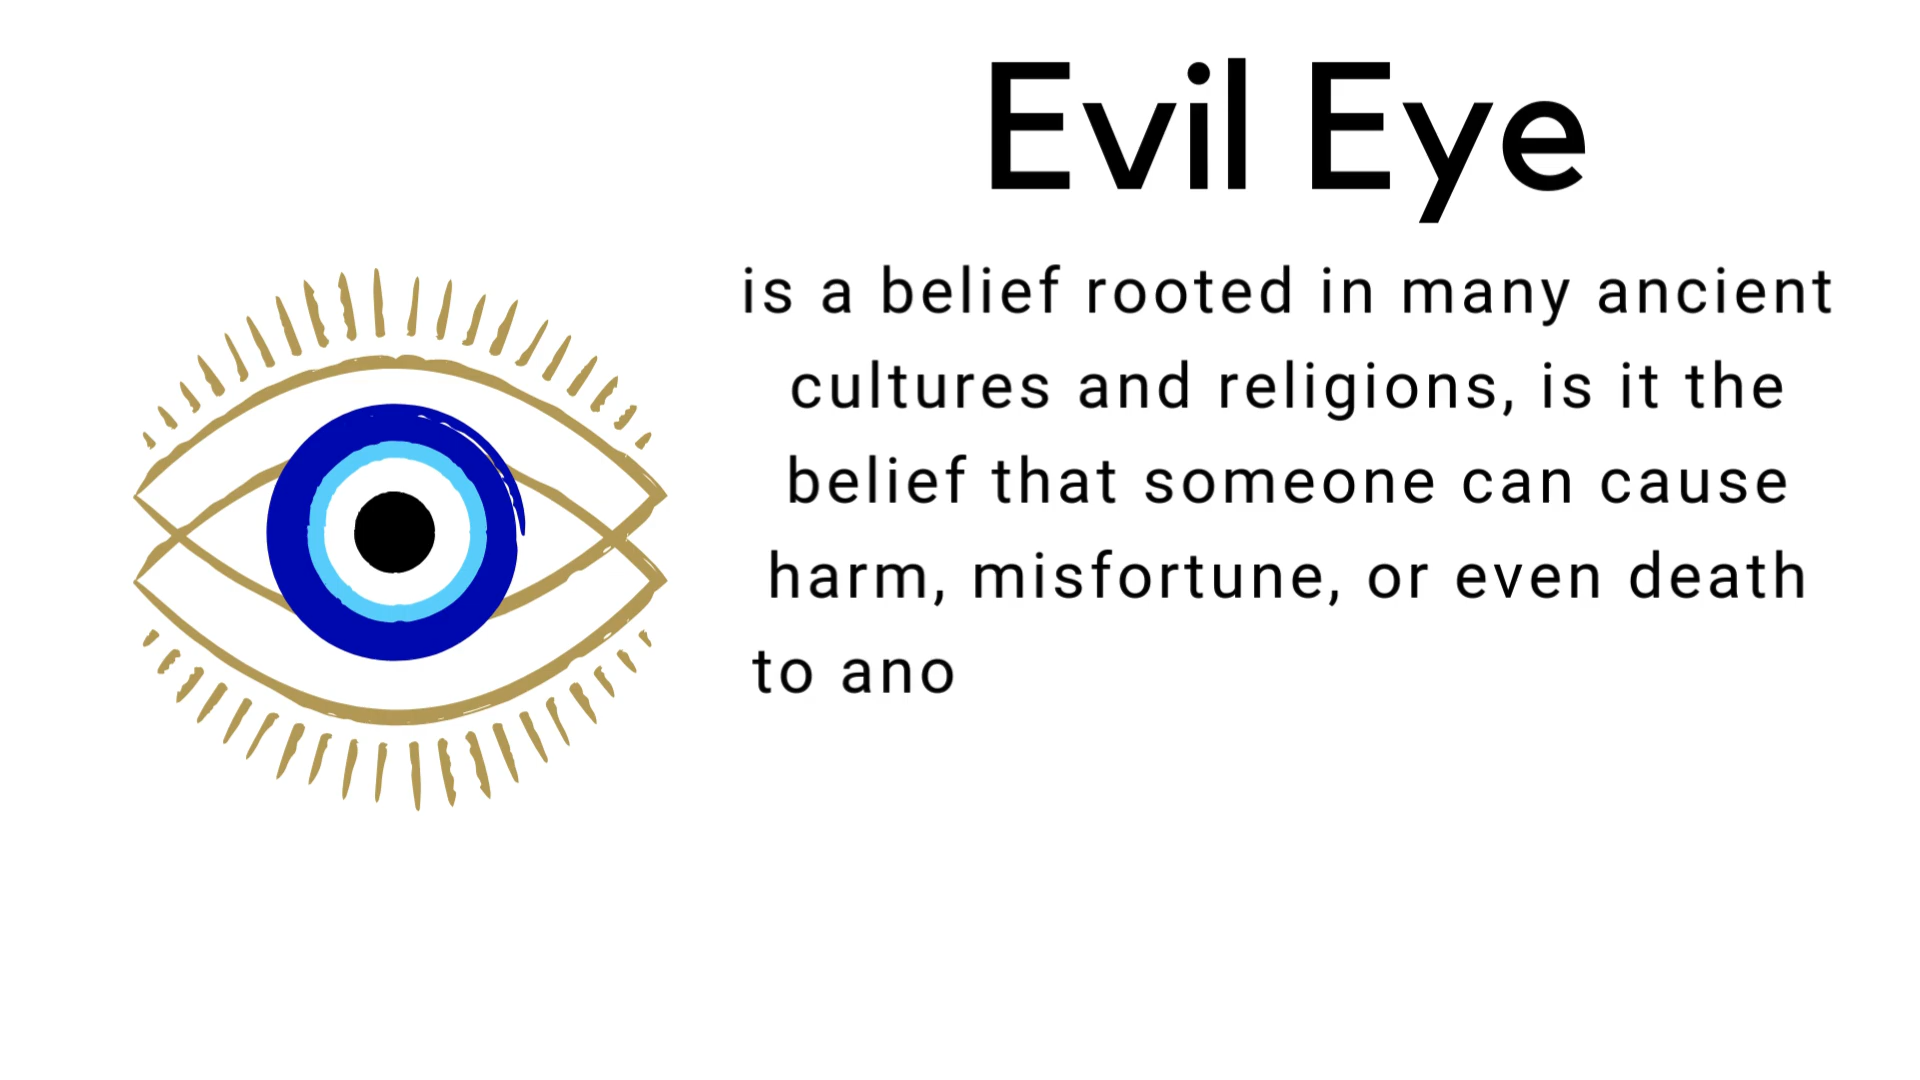 Evil Eye
is a belief rooted in many ancient
cultures and religions, is it the
belief that someone can cause
harm, misfortune, or even death
to ano